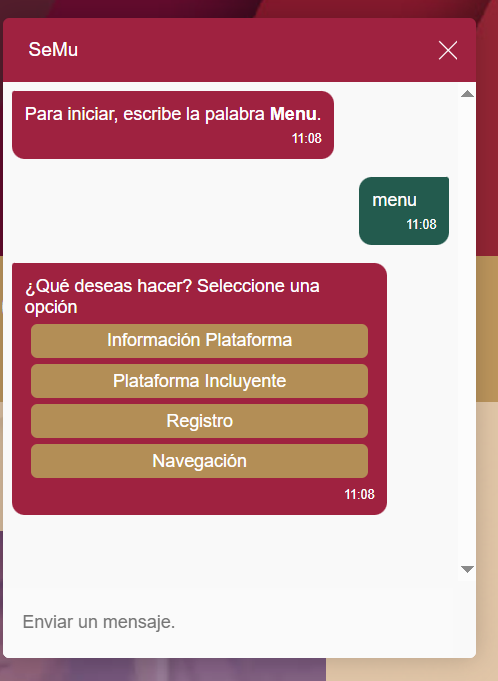 SeMu
Para iniciar, escribe la palabra Menu.
11:08
menu
11:08
¿Qué deseas hacer? Seleccione una
opción
Información Plataforma
Plataforma Incluyente
Registro
Navegación
11:08
Enviar un mensaje.